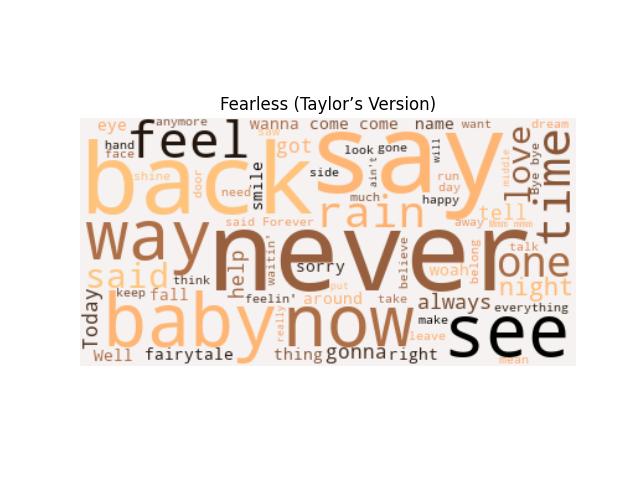 Fearless (Taylor’s Version)
eye
anymore
wanna
come come
name
want
dream
hand
face
feel
saw
got
say
look
gone
will
middle
Bye bye
love
time
back
shine
door
need
smile
side
ain't
run
day
much
happy
rain
said Forever
away
tell
Mmm mmm
way
never
help
waitin'
sorry
believe
woah
belong
talk
one
said
think
night
keep
fall
feelin'
put
around
take
always
everything
Today
baby
really
now
make
leave
see
Well
fairytale
thing
gonna
right
mean